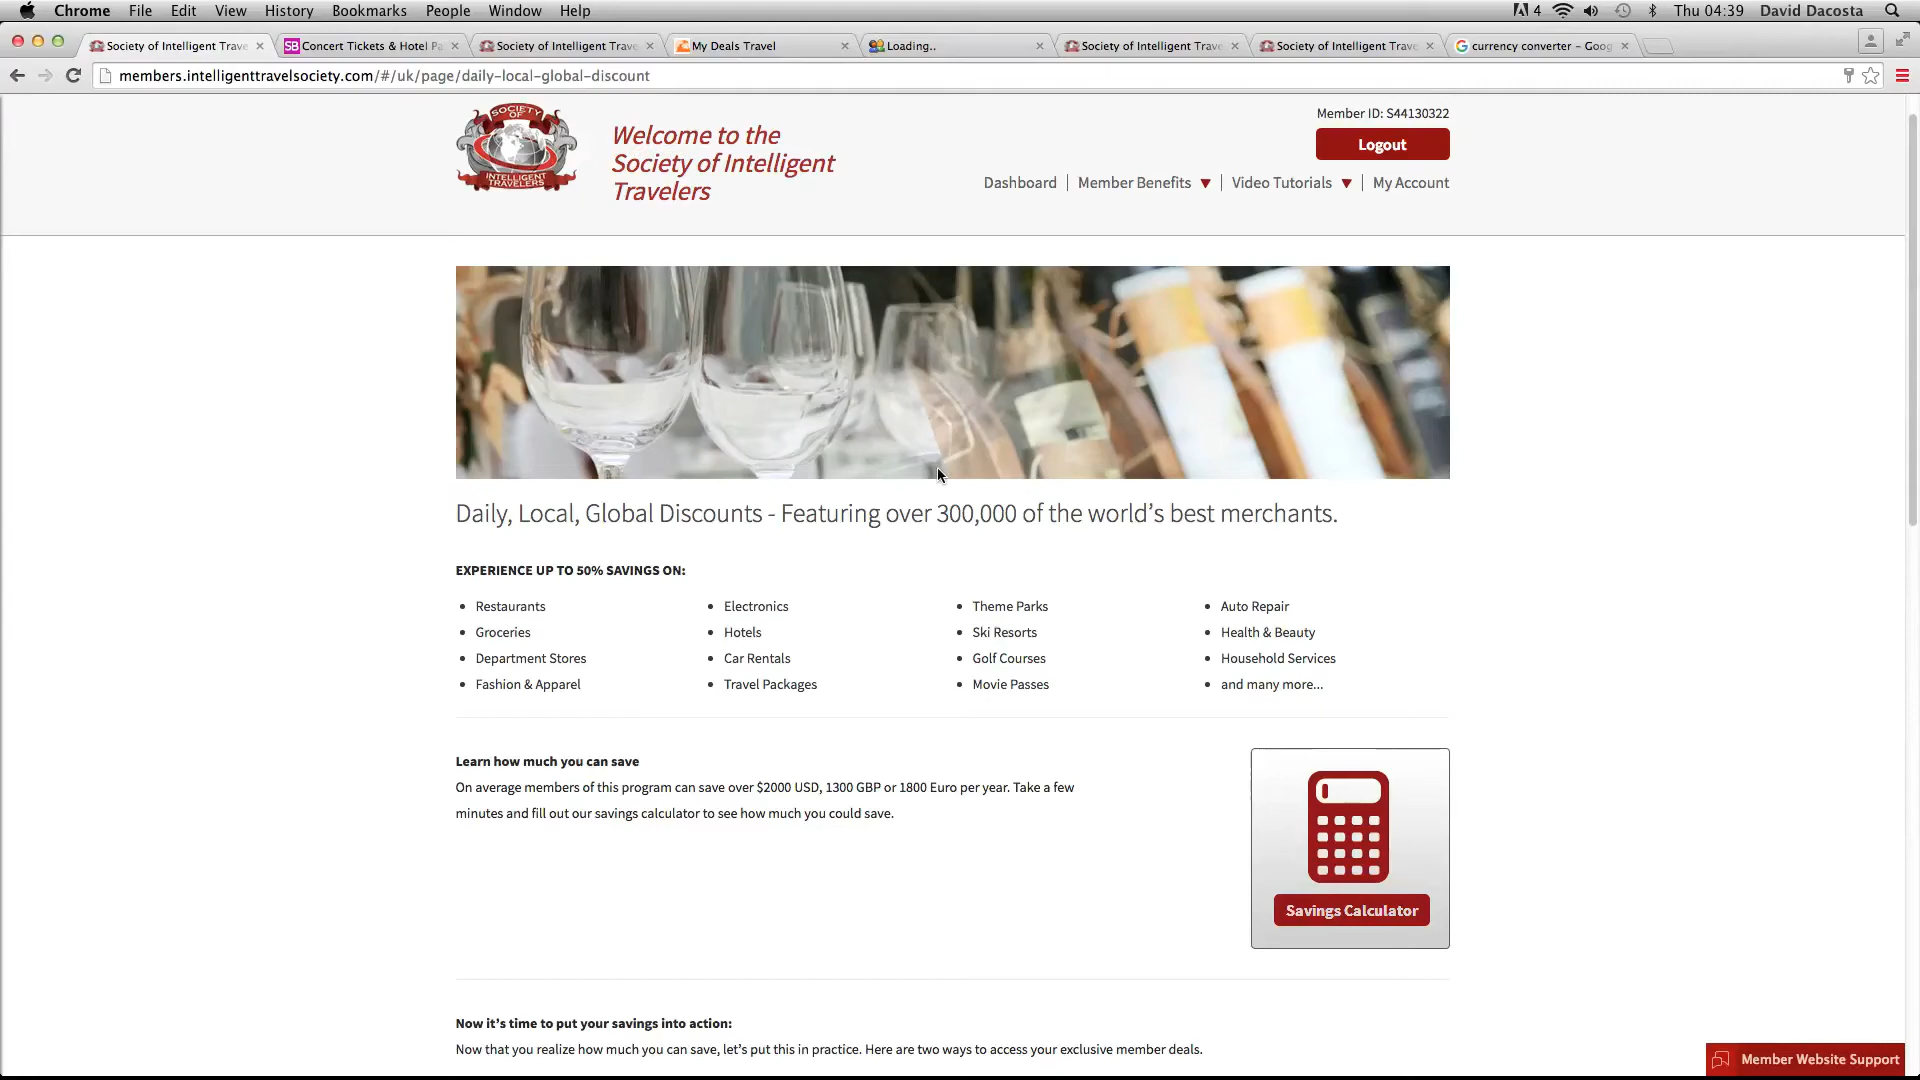 Chrome File Edit View History Bookmarks People Window Help 4 Thu 04:39 David Dacosta
Society of Intelligent Trave SB Concert Tickets & Hotel Pa Society of Intelligent Trave My Deals Travel Loading.. Society of Intelligent Trave Society of Intelligent Trave currency converter – Goog
members.intelligenttravelsociety.com/#/uk/page/daily-local-global-discount
SOCIETY OF
INTELLIGENT TRAVELERS
Welcome to the
Society of Intelligent
Travelers
Member ID: S44130322
Logout
Dashboard Member Benefits Video Tutorials My Account
Daily, Local, Global Discounts - Featuring over 300,000 of the world’s best merchants.
EXPERIENCE UP TO 50% SAVINGS ON:
Restaurants Electronics Theme Parks Auto Repair
Groceries Hotels Ski Resorts Health & Beauty
Department Stores Car Rentals Golf Courses Household Services
Fashion & Apparel Travel Packages Movie Passes and many more...
Learn how much you can save
On average members of this program can save over $2000 USD, 1300 GBP or 1800 Euro per year. Take a few
minutes and fill out our savings calculator to see how much you could save.
Savings Calculator
Now it’s time to put your savings into action:
Now that you realize how much you can save, let’s put this in practice. Here are two ways to access your exclusive member deals.
Member Website Support